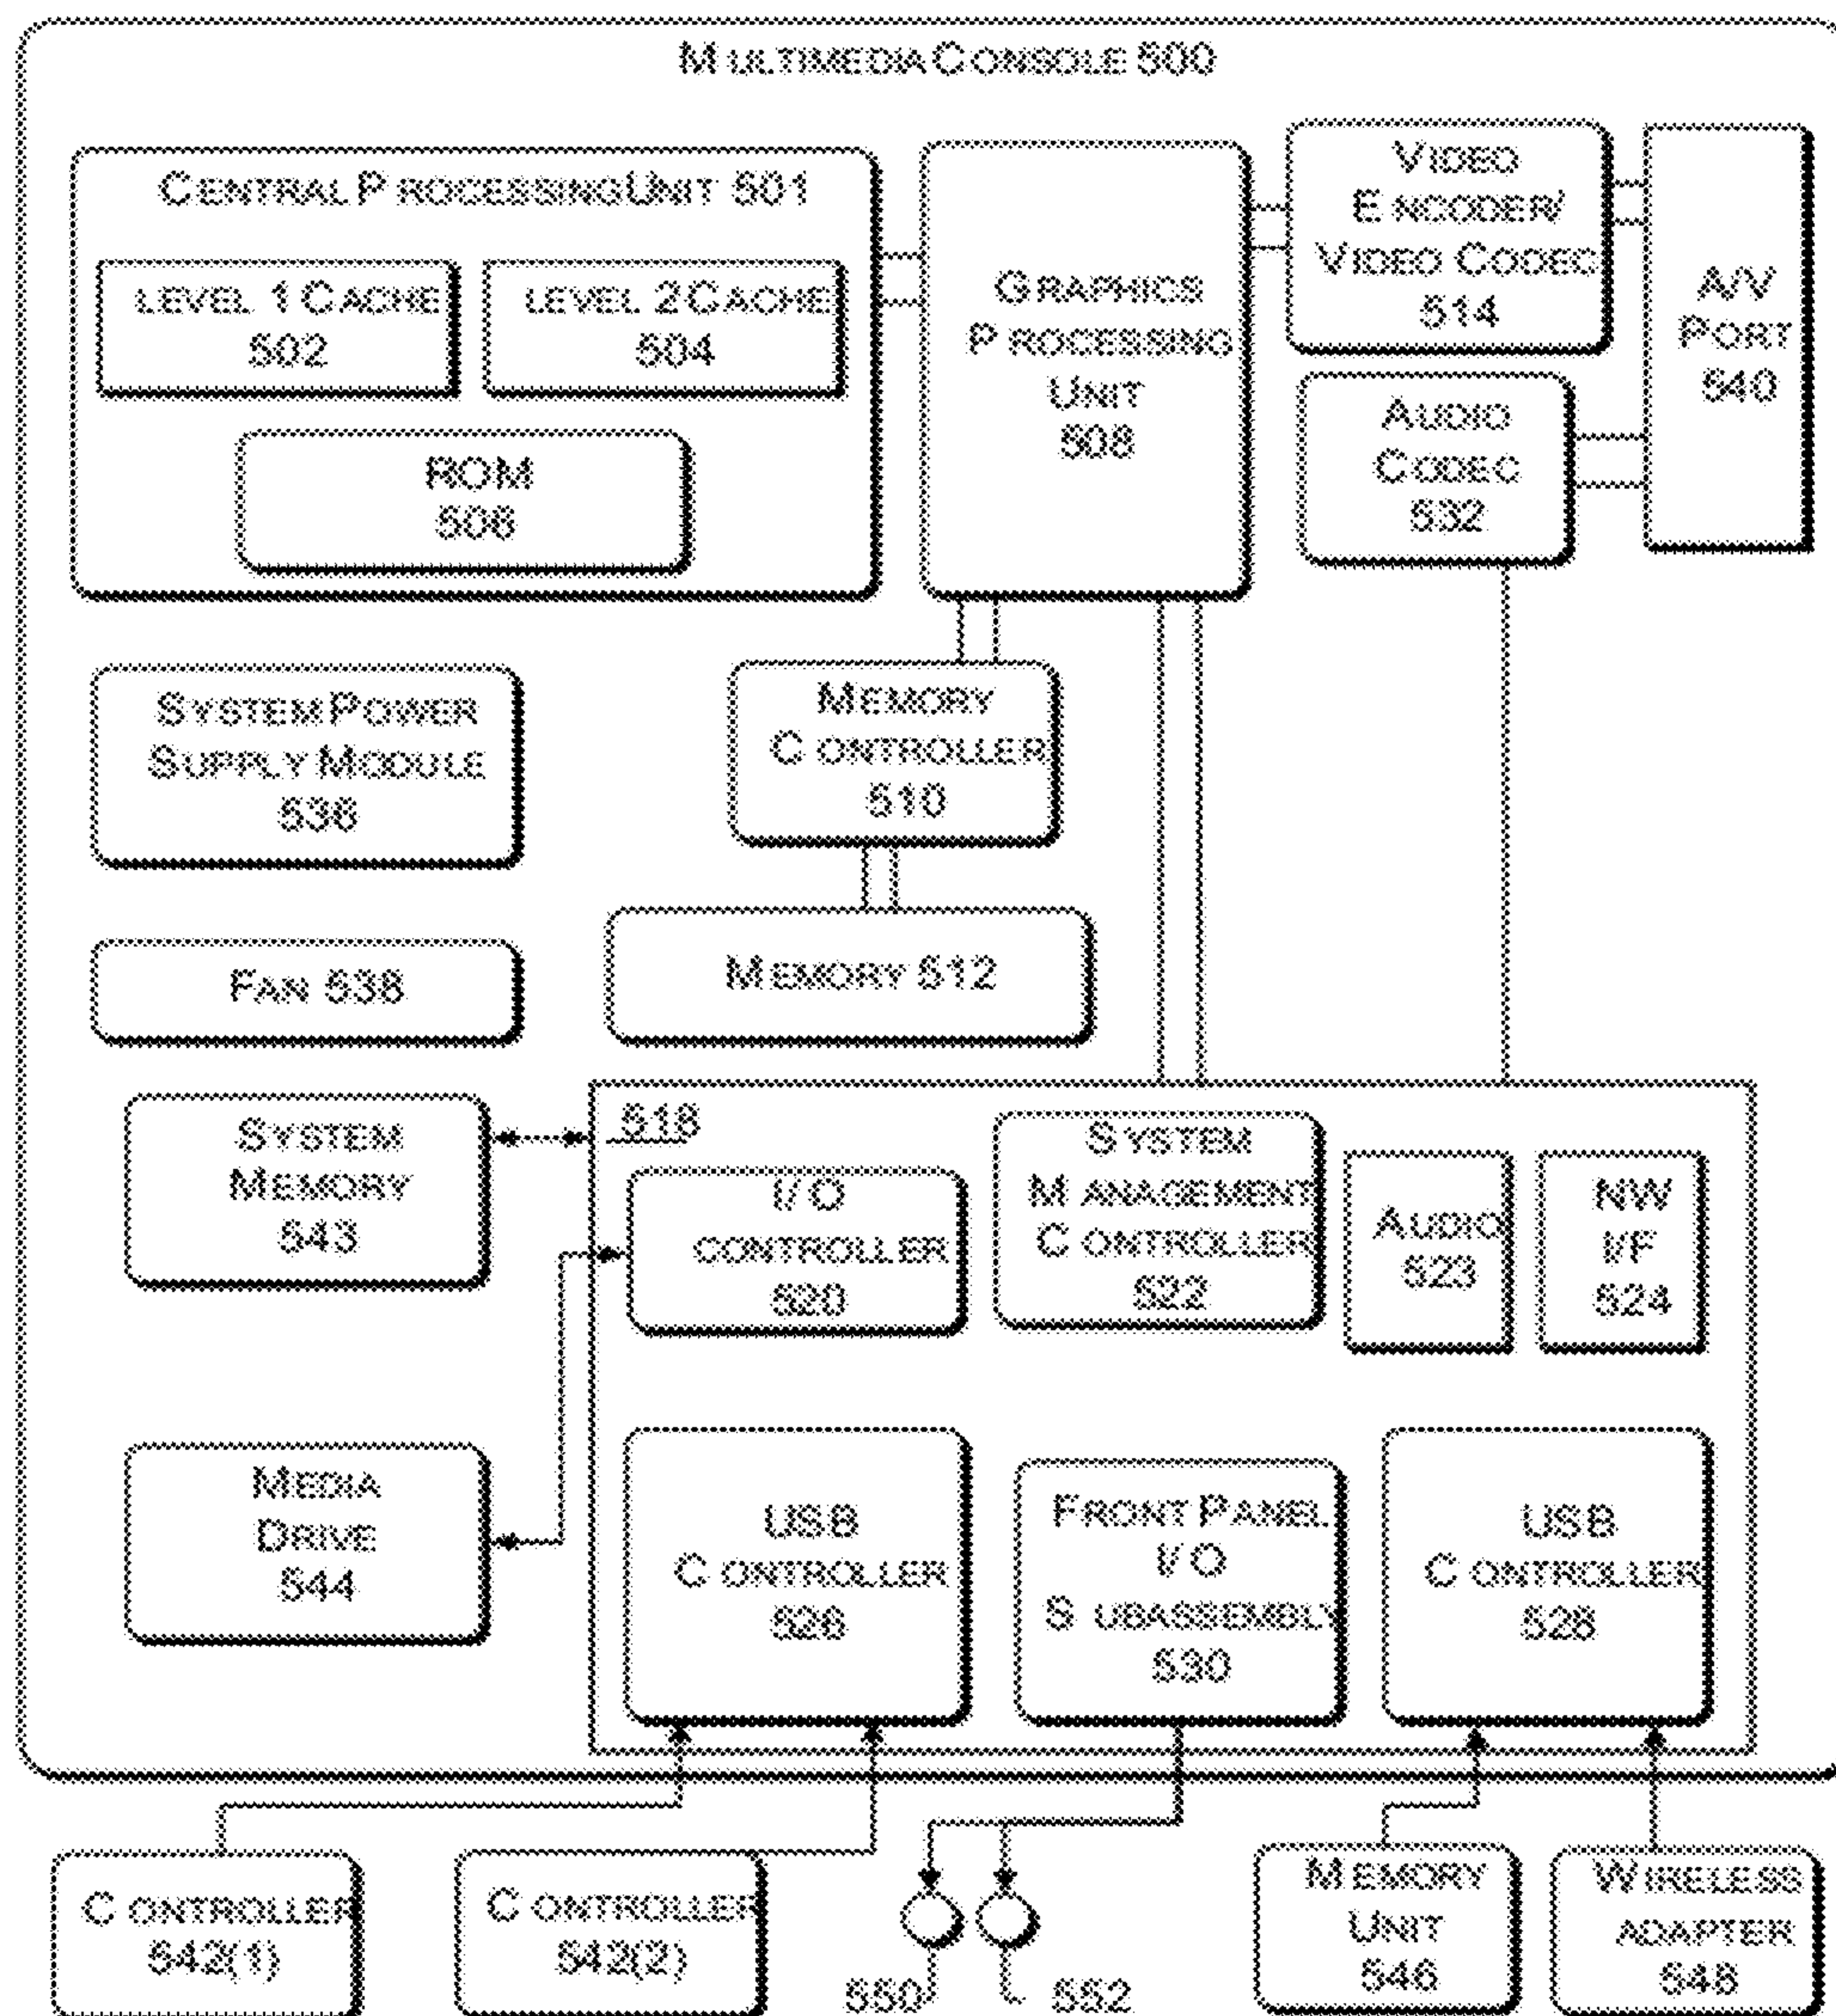 MULTIMEDIA CONSOLE 500
CENTRAL PROCESSING UNIT 501
LEVEL 1 CACHE
502
LEVEL 2 CACHE
504
ROM
506
GRAPHICS
PROCESSING
UNIT
508
VIDEO
ENCODER/
VIDEO CODEC
514
A/V
PORT
540
AUDIO
CODEC
532
SYSTEM POWER
SUPPLY MODULE
536
MEMORY
CONTROLLER
510
FAN 538
MEMORY 512
SYSTEM
MEMORY
543
518
I/O
CONTROLLER
520
SYSTEM
MANAGEMENT
CONTROLLER
522
AUDIO
523
NW
I/F
524
MEDIA
DRIVE
544
USB
CONTROLLER
526
FRONT PANEL
I/O
SUBASSEMBLY
530
USB
CONTROLLER
528
CONTROLLER
542(1)
CONTROLLER
542(2)
550
552
MEMORY
UNIT
546
WIRELESS
ADAPTER
548